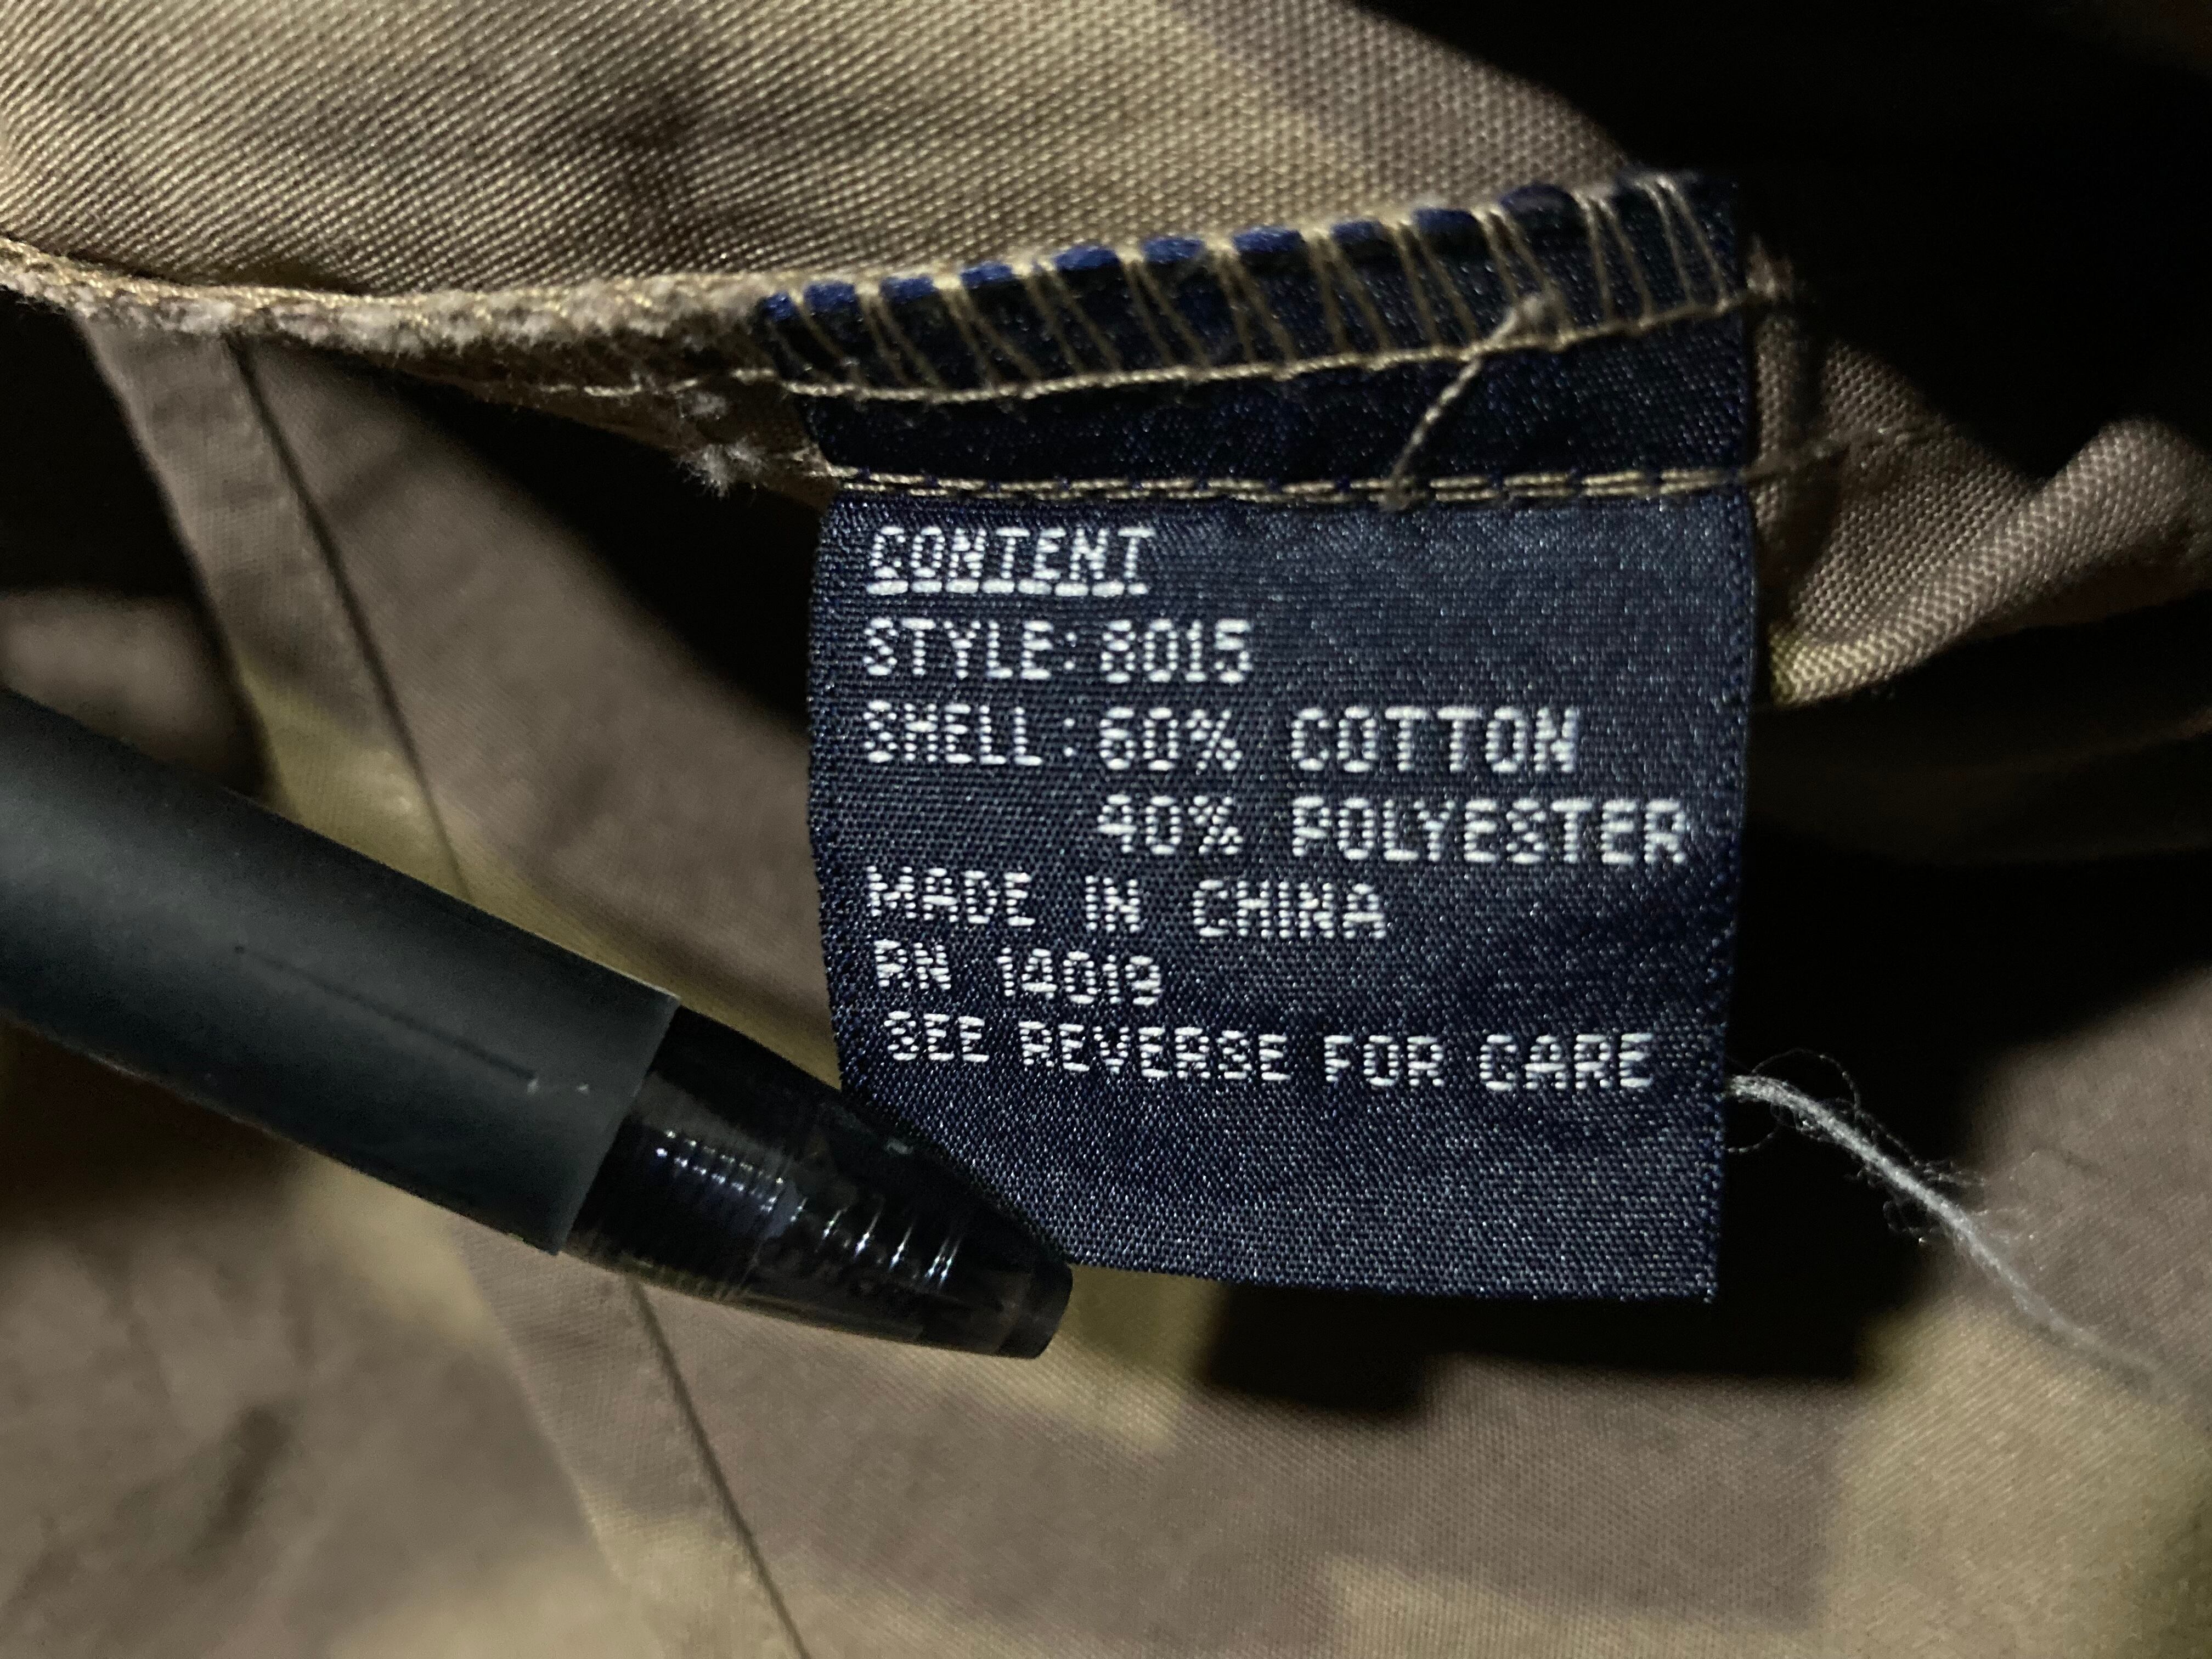 CONTENT
STYLE: 8015
SHELL: 60% COTTON
40% POLYESTER
MADE IN CHINA
RN 14019
SEE REVERSE FOR CARE